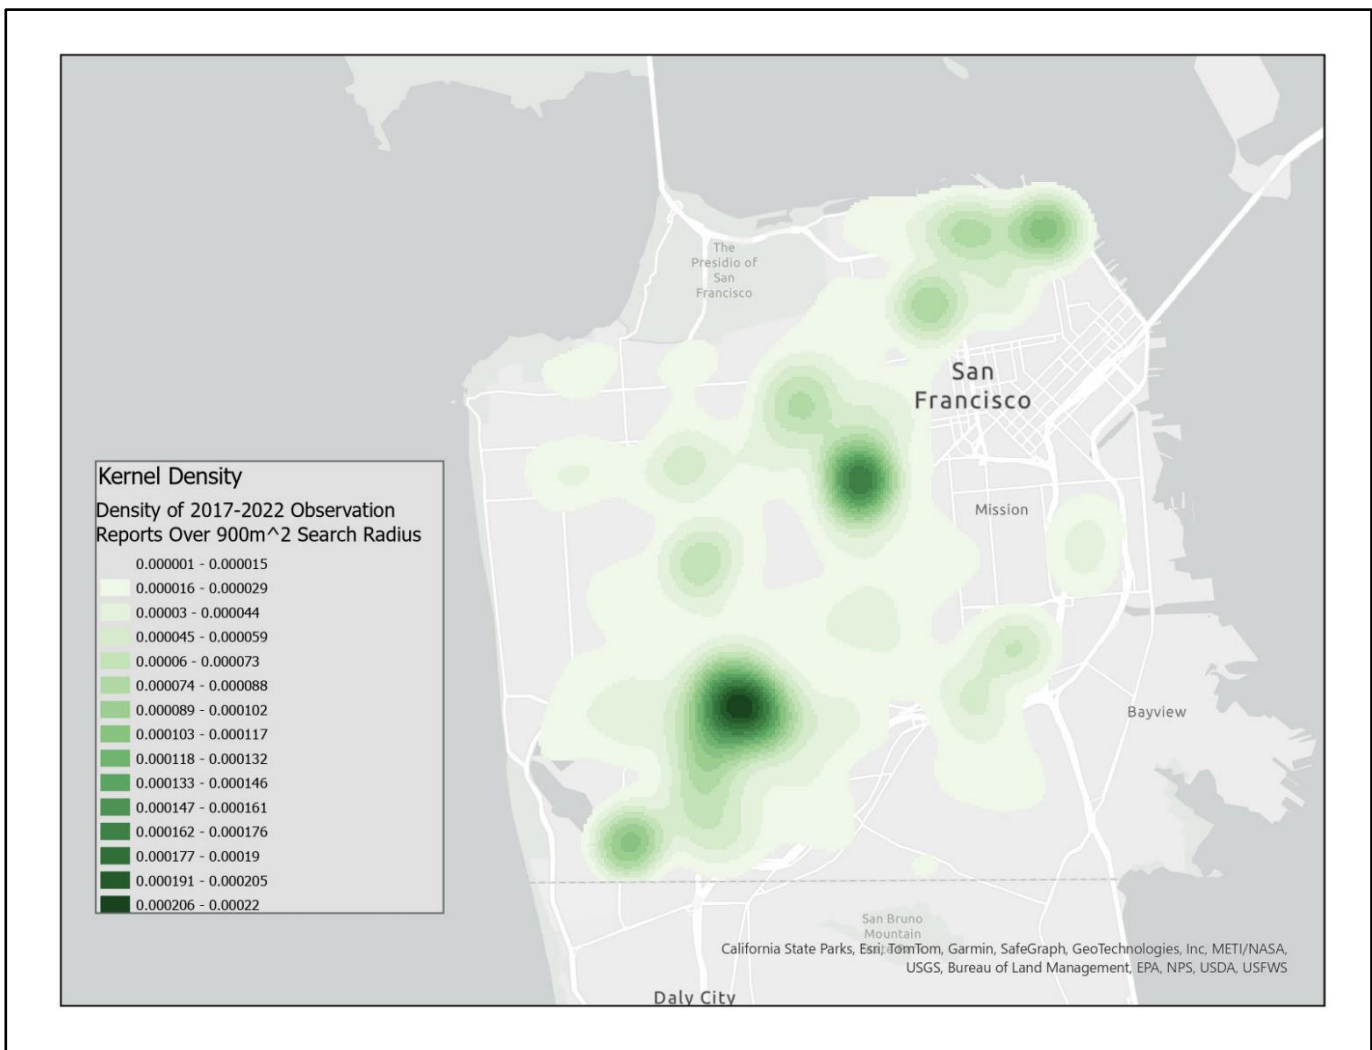 The
Presidio of
San
Francisco
San
Francisco
Mission
Bayview
Kernel Density
Density of 2017-2022 Observation
Reports Over 900m^2 Search Radius
0.000001 - 0.000015
0.000016 - 0.000029
0.00003 - 0.000044
0.000045 - 0.000059
0.00006 - 0.000073
0.000074 - 0.000088
0.000089 - 0.000102
0.000103 - 0.000117
0.000118 - 0.000132
0.000133 - 0.000146
0.000147 - 0.000161
0.000162 - 0.000176
0.000177 - 0.00019
0.000191 - 0.000205
0.000206 - 0.00022
San Bruno
Mountain
California State Parks, Esri, TomTom, Garmin, SafeGraph, GeoTechnologies, Inc, METI/NASA,
USGS, Bureau of Land Management, EPA, NPS, USDA, USFWS
Daly City